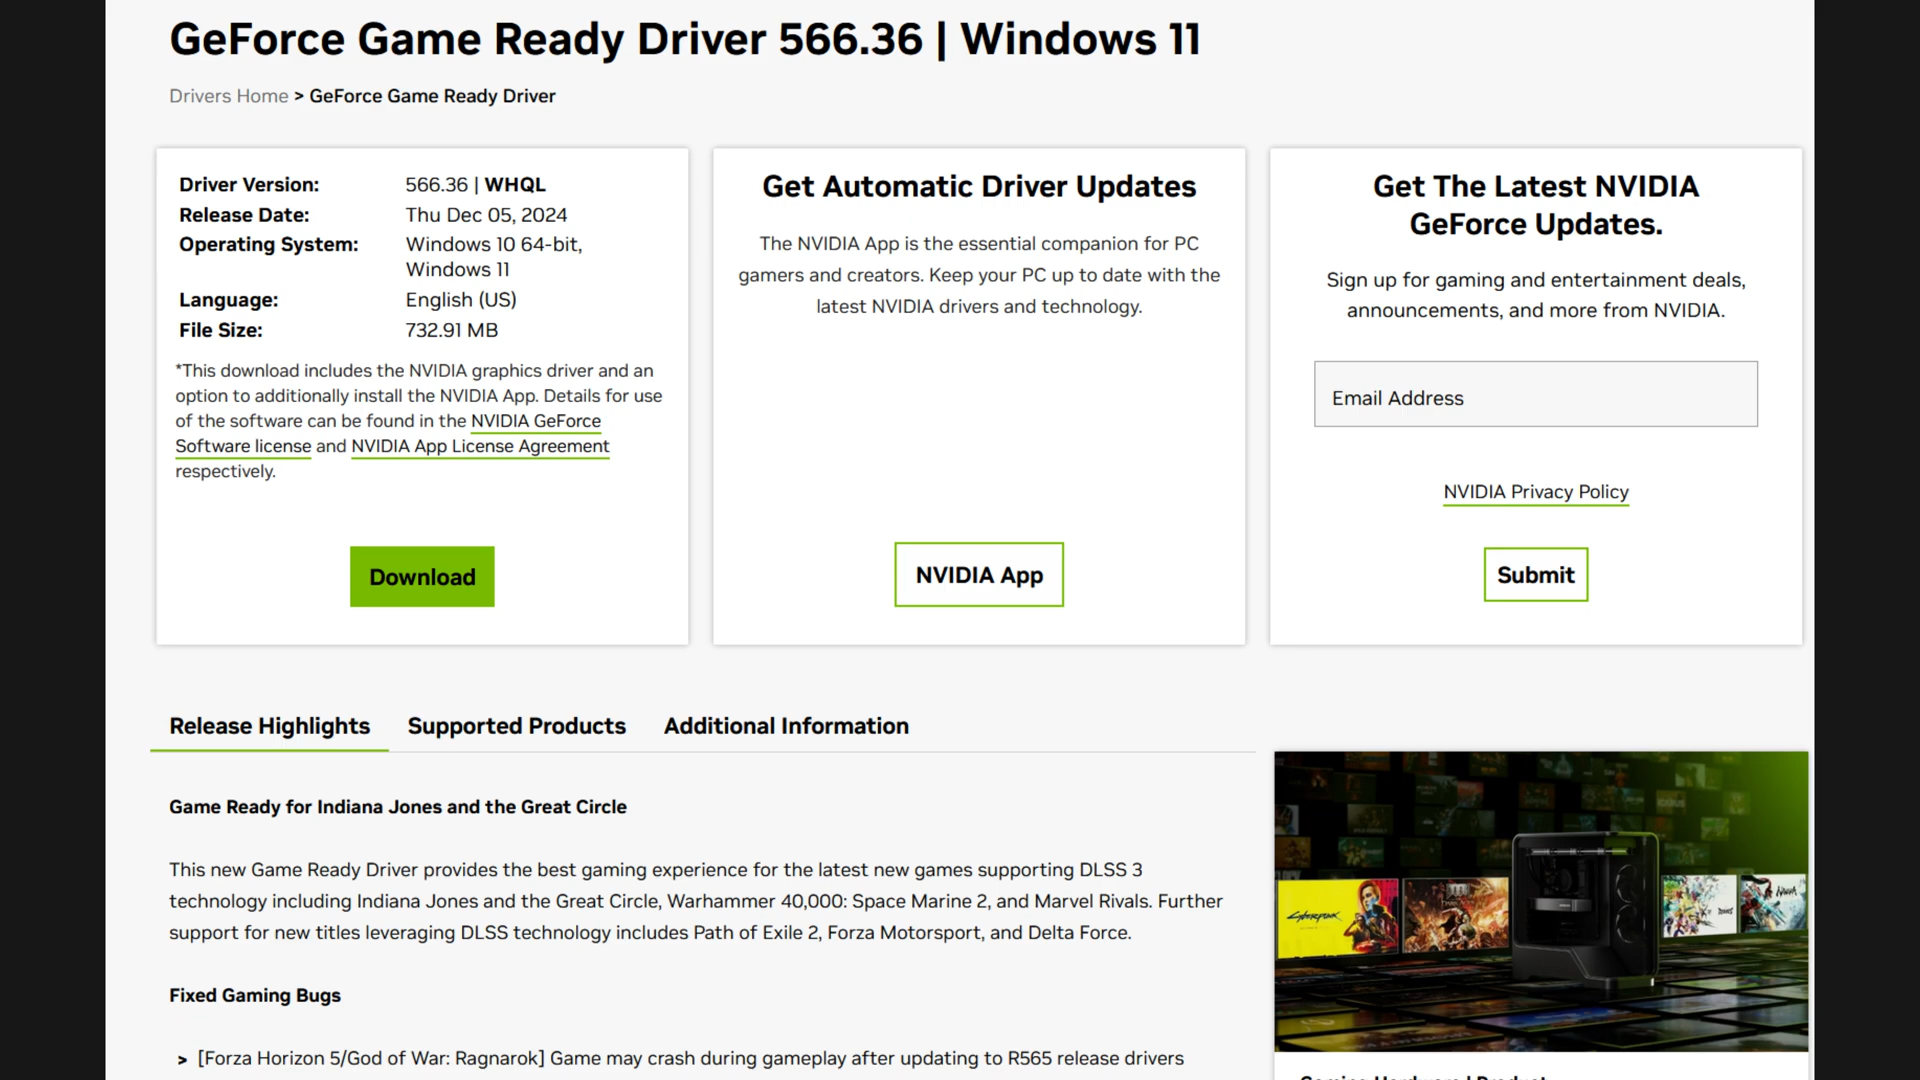 GeForce Game Ready Driver 566.36 | Windows 11
Drivers Home > GeForce Game Ready Driver
Driver Version: 566.36 | WHQL
Release Date: Thu Dec 05, 2024
Operating System: Windows 10 64-bit,
Windows 11
Language: English (US)
File Size: 732.91 MB
*This download includes the NVIDIA graphics driver and an
option to additionally install the NVIDIA App. Details for use
of the software can be found in the NVIDIA GeForce
Software license and NVIDIA App License Agreement
respectively.
Download
Get Automatic Driver Updates
The NVIDIA App is the essential companion for PC
gamers and creators. Keep your PC up to date with the
latest NVIDIA drivers and technology.
NVIDIA App
Get The Latest NVIDIA
GeForce Updates.
Sign up for gaming and entertainment deals,
announcements, and more from NVIDIA.
Email Address
NVIDIA Privacy Policy
Submit
Release Highlights Supported Products Additional Information
Game Ready for Indiana Jones and the Great Circle
This new Game Ready Driver provides the best gaming experience for the latest new games supporting DLSS 3
technology including Indiana Jones and the Great Circle, Warhammer 40,000: Space Marine 2, and Marvel Rivals. Further
support for new titles leveraging DLSS technology includes Path of Exile 2, Forza Motorsport, and Delta Force.
Fixed Gaming Bugs
> [Forza Horizon 5/God of War: Ragnarok] Game may crash during gameplay after updating to R565 release drivers
Cyberpunk